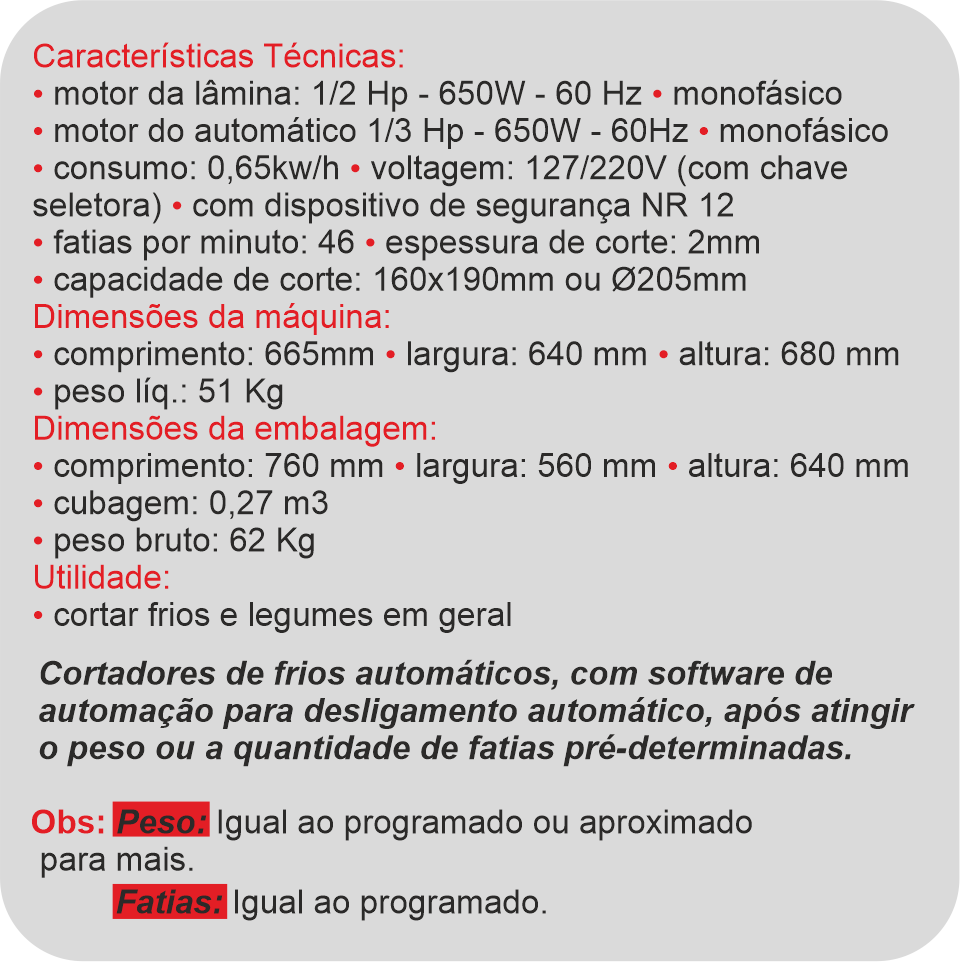 Características Técnicas:
• motor da lâmina: 1/2 Hp - 650W - 60 Hz • monofásico
• motor do automático 1/3 Hp - 650W - 60Hz • monofásico
• consumo: 0,65kw/h • voltagem: 127/220V (com chave
seletora) • com dispositivo de segurança NR 12
• fatias por minuto: 46 • espessura de corte: 2mm
• capacidade de corte: 160x190mm ou Ø205mm
Dimensões da máquina:
• comprimento: 665mm • largura: 640 mm • altura: 680 mm
• peso líq.: 51 Kg
Dimensões da embalagem:
• comprimento: 760 mm • largura: 560 mm • altura: 640 mm
• cubagem: 0,27 m3
• peso bruto: 62 Kg
Utilidade:
• cortar frios e legumes em geral
Cortadores de frios automáticos, com software de
automação para desligamento automático, após atingir
o peso ou a quantidade de fatias pré-determinadas.
Obs: Peso: Igual ao programado ou aproximado
para mais.
Fatias: Igual ao programado.